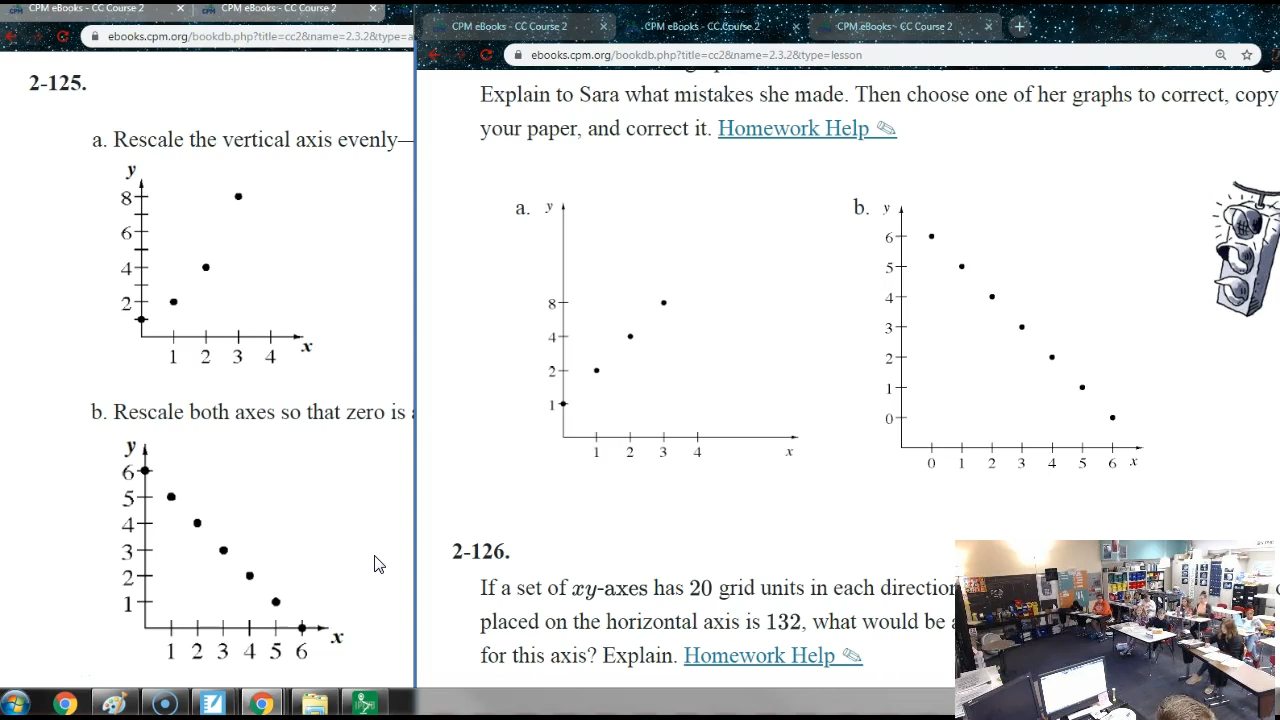 CPM eBooks - CC Course 2
CPM eBooks - CC Course 2
ebooks.cpm.org/bookdb.php?title=cc2&name=2.3.2&type=a
2-125.
a. Rescale the vertical axis evenly—
y
8
6
4
2
1 2 3 4 x
b. Rescale both axes so that zero is
y
6
5
4
3
2
1
1 2 3 4 5 6 x
CPM eBooks - CC Course 2
CPM eBooks - CC Course 2
CPM eBooks - CC Course 2
ebooks.cpm.org/bookdb.php?title=cc2&name=2.3.2&type=lesson
Explain to Sara what mistakes she made. Then choose one of her graphs to correct, copy
your paper, and correct it. Homework Help
a. y
8
4
2
1
1 2 3 4 x
b. y
6
5
4
3
2
1
0
0 1 2 3 4 5 6 x
2-126.
If a set of xy-axes has 20 grid units in each direction
placed on the horizontal axis is 132, what would be
for this axis? Explain. Homework Help